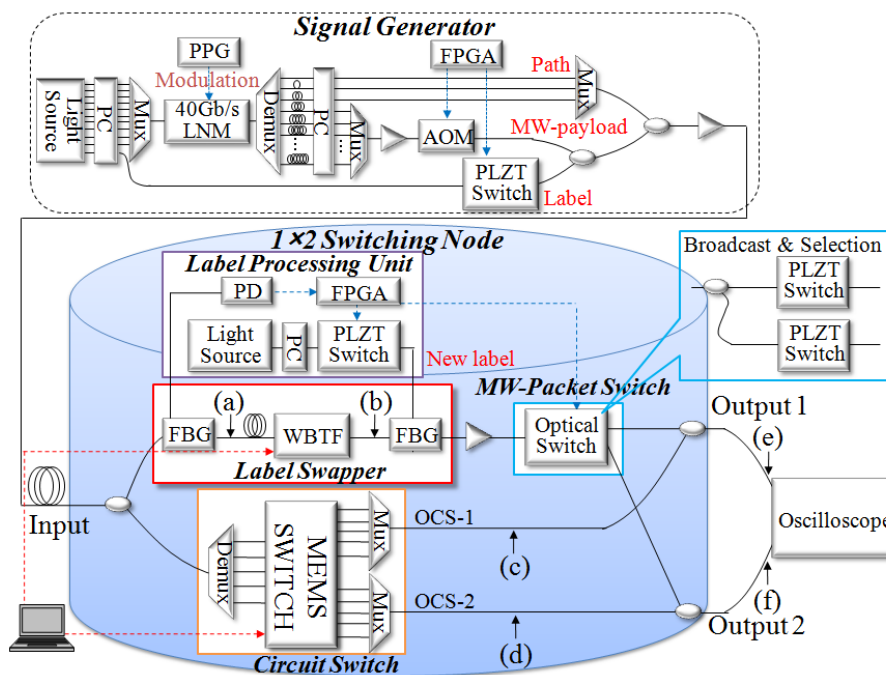 Signal Generator
PPG
FPGA
Modulation
Path
Light
Source
PC
Mux
40Gb/s
LNM
Demux
PC
...
Mux
AOM
MW-payload
Mux
PLZT
Switch
Label
1×2 Switching Node
Broadcast & Selection
PLZT
Switch
PLZT
Switch
Label Processing Unit
PD
FPGA
Light
Source
PC
PLZT
Switch
New label
MW-Packet Switch
(a)
(b)
FBG
WBTF
FBG
Label Swapper
Optical
Switch
Output 1
(e)
Input
Demux
MEMS
SWITCH
Mux
Mux
OCS-1
(c)
OCS-2
(d)
Circuit Switch
Oscilloscope
(f)
Output 2